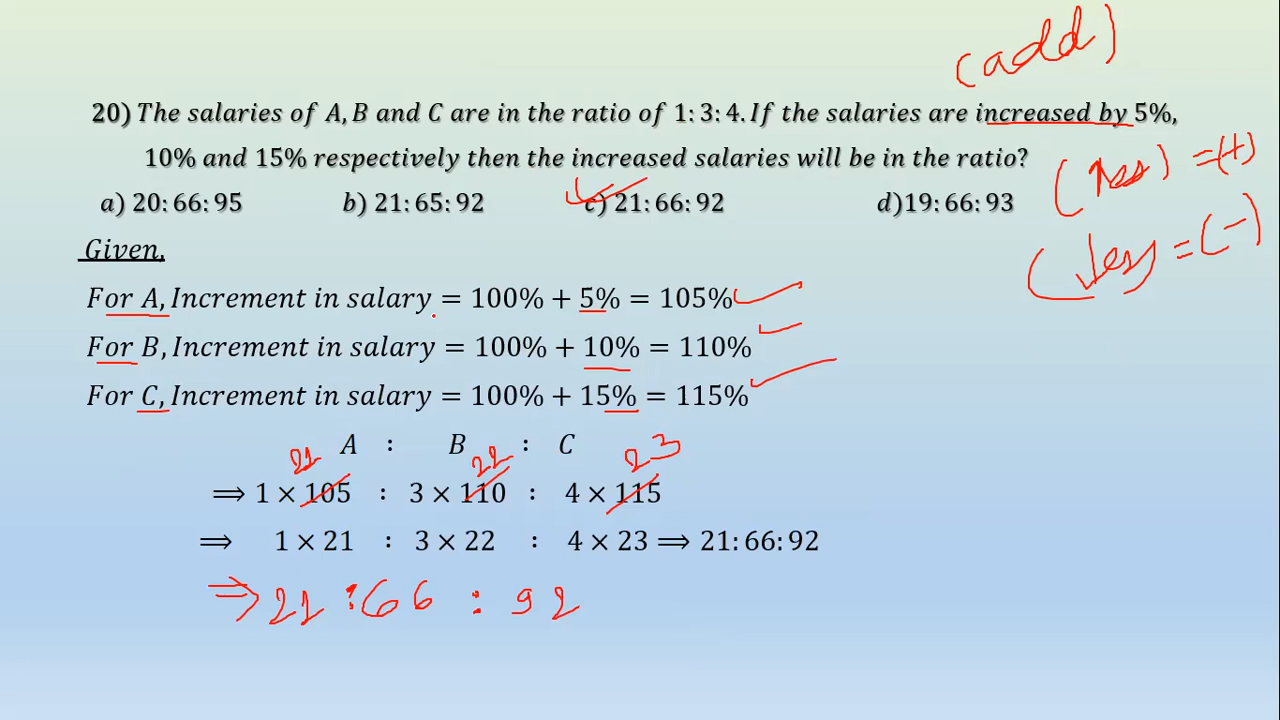 (add)
20) The salaries of A, B and C are in the ratio of 1: 3: 4. If the salaries are increased by 5%,
10% and 15% respectively then the increased salaries will be in the ratio?
= (+)
a) 20: 66: 95 b) 21: 65: 92 c) 21: 66: 92 d)19: 66: 93
(less = (-)
Given,
For A, Increment in salary = 100% + 5% = 105%
For B, Increment in salary = 100% + 10% = 110%
For C, Increment in salary = 100% + 15% = 115%
A : B : C
21 22 23
⟹ 1 × 105 : 3 × 110 : 4 × 115
⟹ 1 × 21 : 3 × 22 : 4 × 23 ⟹ 21: 66: 92
⇒ 21 : 66 : 92